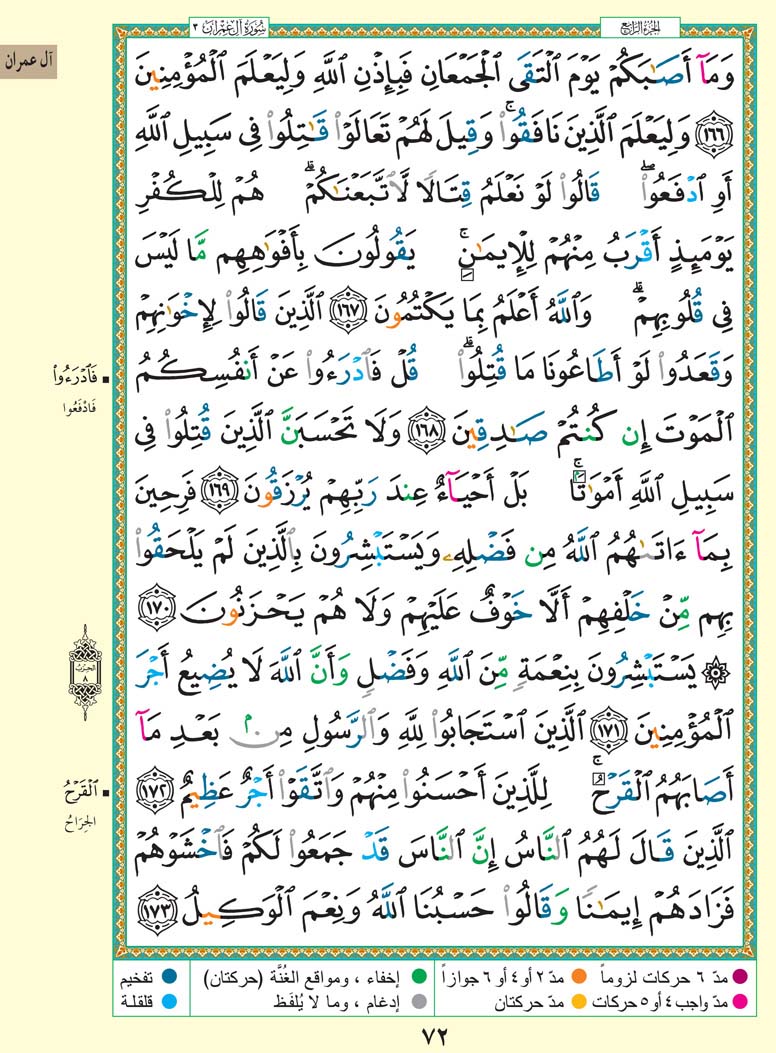 الجزء الرابع
سورة آل عمران ٣
آل عمران
وَمَآ أَصَٰبَكُمْ يَوْمَ ٱلْتَقَى ٱلْجَمْعَانِ فَبِإِذْنِ ٱللَّهِ وَلِيَعْلَمَ ٱلْمُؤْمِنِينَ
١٦٦ وَلِيَعْلَمَ ٱلَّذِينَ نَافَقُوا۟ۚ وَقِيلَ لَهُمْ تَعَالَوْا۟ قَٰتِلُوا۟ فِى سَبِيلِ ٱللَّهِ
أَوِ ٱدْفَعُوا۟ۖ قَالُوا۟ لَوْ نَعْلَمُ قِتَالًا لَّٱتَّبَعْنَٰكُمْۗ هُمْ لِلْكُفْرِ
يَوْمَئِذٍ أَقْرَبُ مِنْهُمْ لِلْإِيمَٰنِۚ يَقُولُونَ بِأَفْوَٰهِهِم مَّا لَيْسَ
فِى قُلُوبِهِمْۗ وَٱللَّهُ أَعْلَمُ بِمَا يَكْتُمُونَ ١٦٧ ٱلَّذِينَ قَالُوا۟ لِإِخْوَٰنِهِمْ
وَقَعَدُوا۟ لَوْ أَطَاعُونَا مَا قُتِلُوا۟ۗ قُلْ فَٱدْرَءُوا۟ عَنْ أَنفُسِكُمُ
ٱلْمَوْتَ إِن كُنتُمْ صَٰدِقِينَ ١٦٨ وَلَا تَحْسَبَنَّ ٱلَّذِينَ قُتِلُوا۟ فِى
سَبِيلِ ٱللَّهِ أَمْوَٰتًۢاۚ بَلْ أَحْيَآءٌ عِندَ رَبِّهِمْ يُرْزَقُونَ ١٦٩ فَرِحِينَ
بِمَآ ءَاتَىٰهُمُ ٱللَّهُ مِن فَضْلِهِۦ وَيَسْتَبْشِرُونَ بِٱلَّذِينَ لَمْ يَلْحَقُوا۟
بِهِم مِّنْ خَلْفِهِمْ أَلَّا خَوْفٌ عَلَيْهِمْ وَلَا هُمْ يَحْزَنُونَ ١٧٠
۞ يَسْتَبْشِرُونَ بِنِعْمَةٍ مِّنَ ٱللَّهِ وَفَضْلٍ وَأَنَّ ٱللَّهَ لَا يُضِيعُ أَجْرَ
ٱلْمُؤْمِنِينَ ١٧١ ٱلَّذِينَ ٱسْتَجَابُوا۟ لِلَّهِ وَٱلرَّسُولِ مِنۢ بَعْدِ مَآ
أَصَابَهُمُ ٱلْقَرْحُۚ لِلَّذِينَ أَحْسَنُوا۟ مِنْهُمْ وَٱتَّقَوْا۟ أَجْرٌ عَظِيمٌ ١٧٢
ٱلَّذِينَ قَالَ لَهُمُ ٱلنَّاسُ إِنَّ ٱلنَّاسَ قَدْ جَمَعُوا۟ لَكُمْ فَٱخْشَوْهُمْ
فَزَادَهُمْ إِيمَٰنًا وَقَالُوا۟ حَسْبُنَا ٱللَّهُ وَنِعْمَ ٱلْوَكِيلُ ١٧٣
فَٱدْرَءُوا۟
فَادْفَعُوا
الحزب ٨
ٱلْقَرْحُ
الجِرَاحُ
مدّ ٦ حركات لزوماً
مدّ ٢ أو ٤ أو ٦ جوازاً
إخفاء ، ومواقع الغُنَّة (حركتان)
تفخيم
مدّ واجب ٤ أو ٥ حركات
مدّ حركتان
إدغام ، وما لا يُلفَظ
قلقلة
٧٢